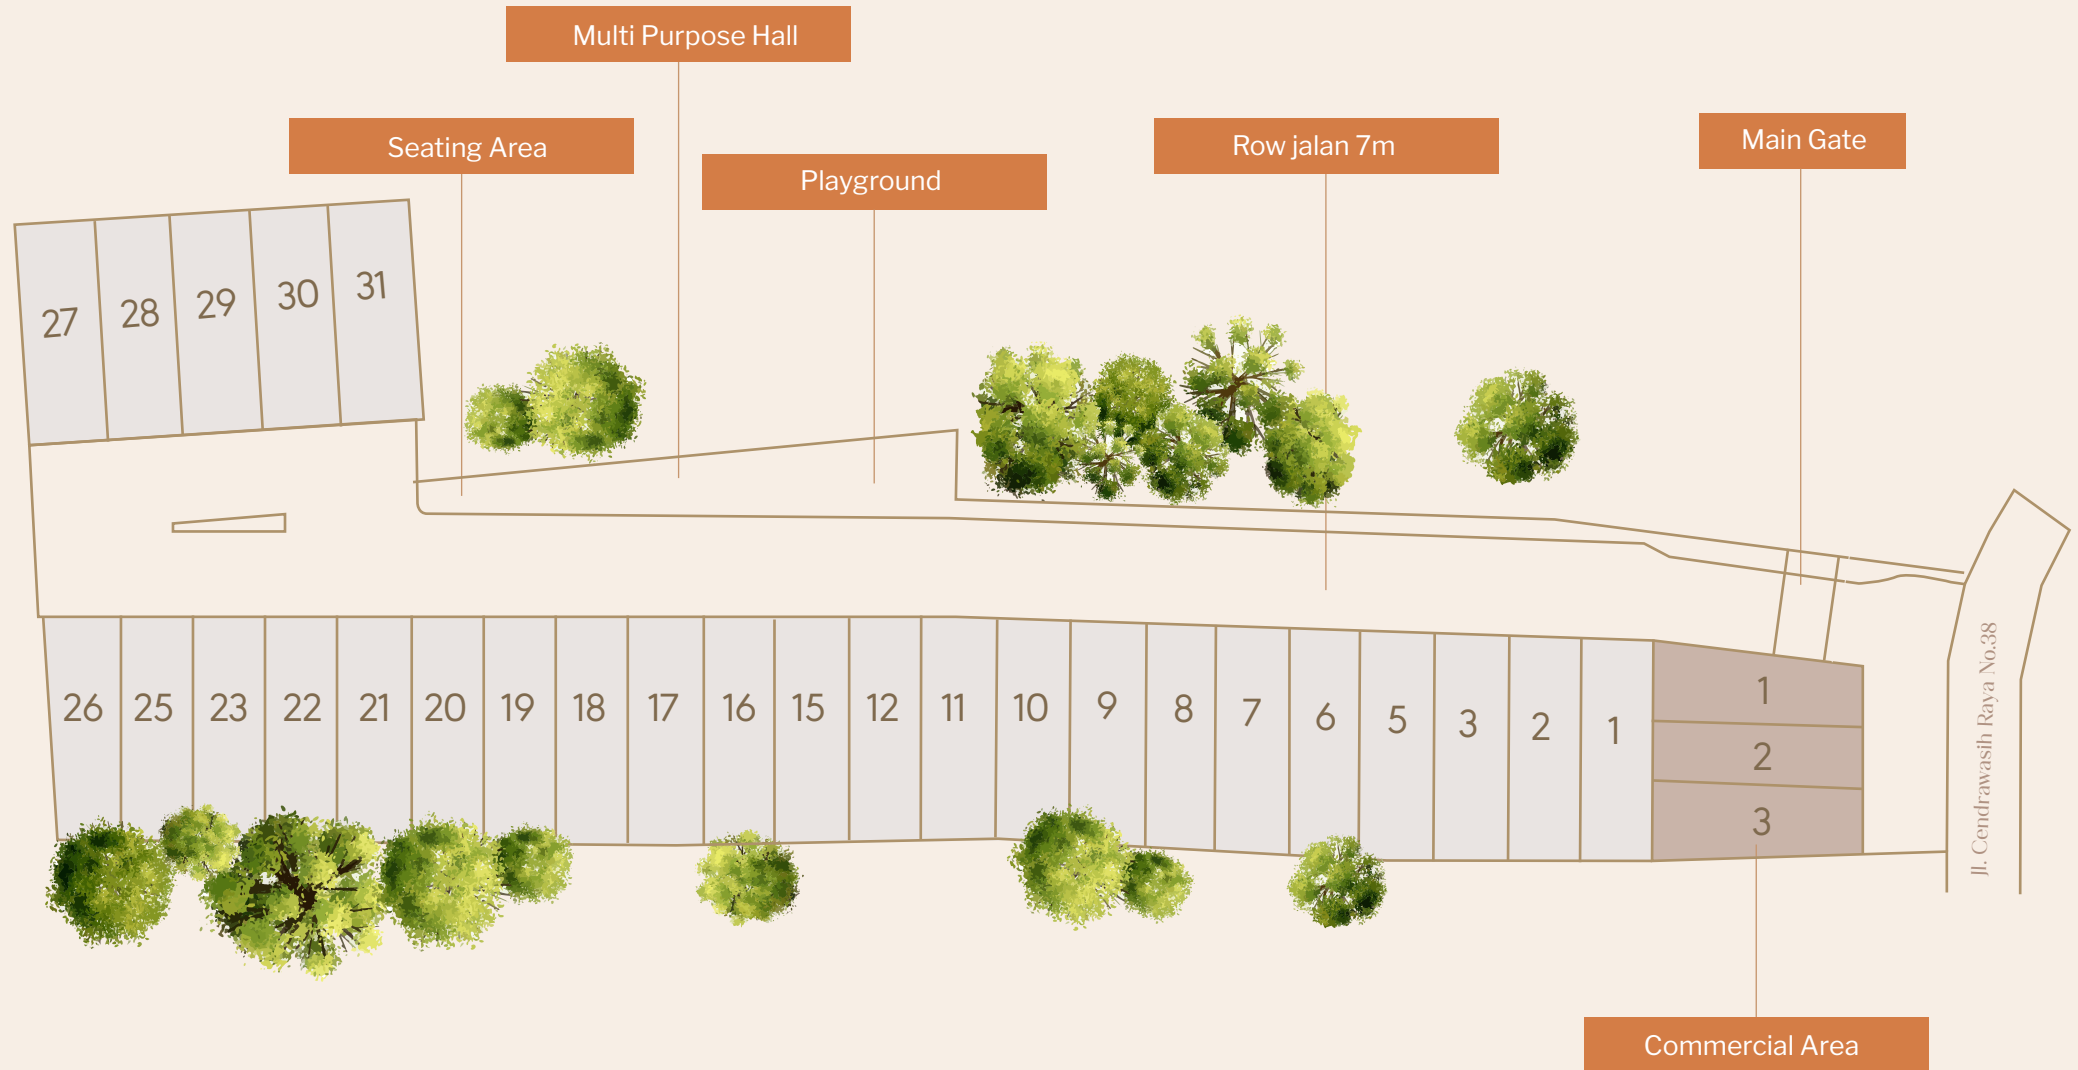 Multi Purpose Hall
Seating Area
Playground
Row jalan 7m
Main Gate
27 28 29 30 31
26 25 23 22 21 20 19 18 17 16 15 12 11 10 9 8 7 6 5 3 2 1
1
2
3
Jl. Cendrawasih Raya No.38
Commercial Area